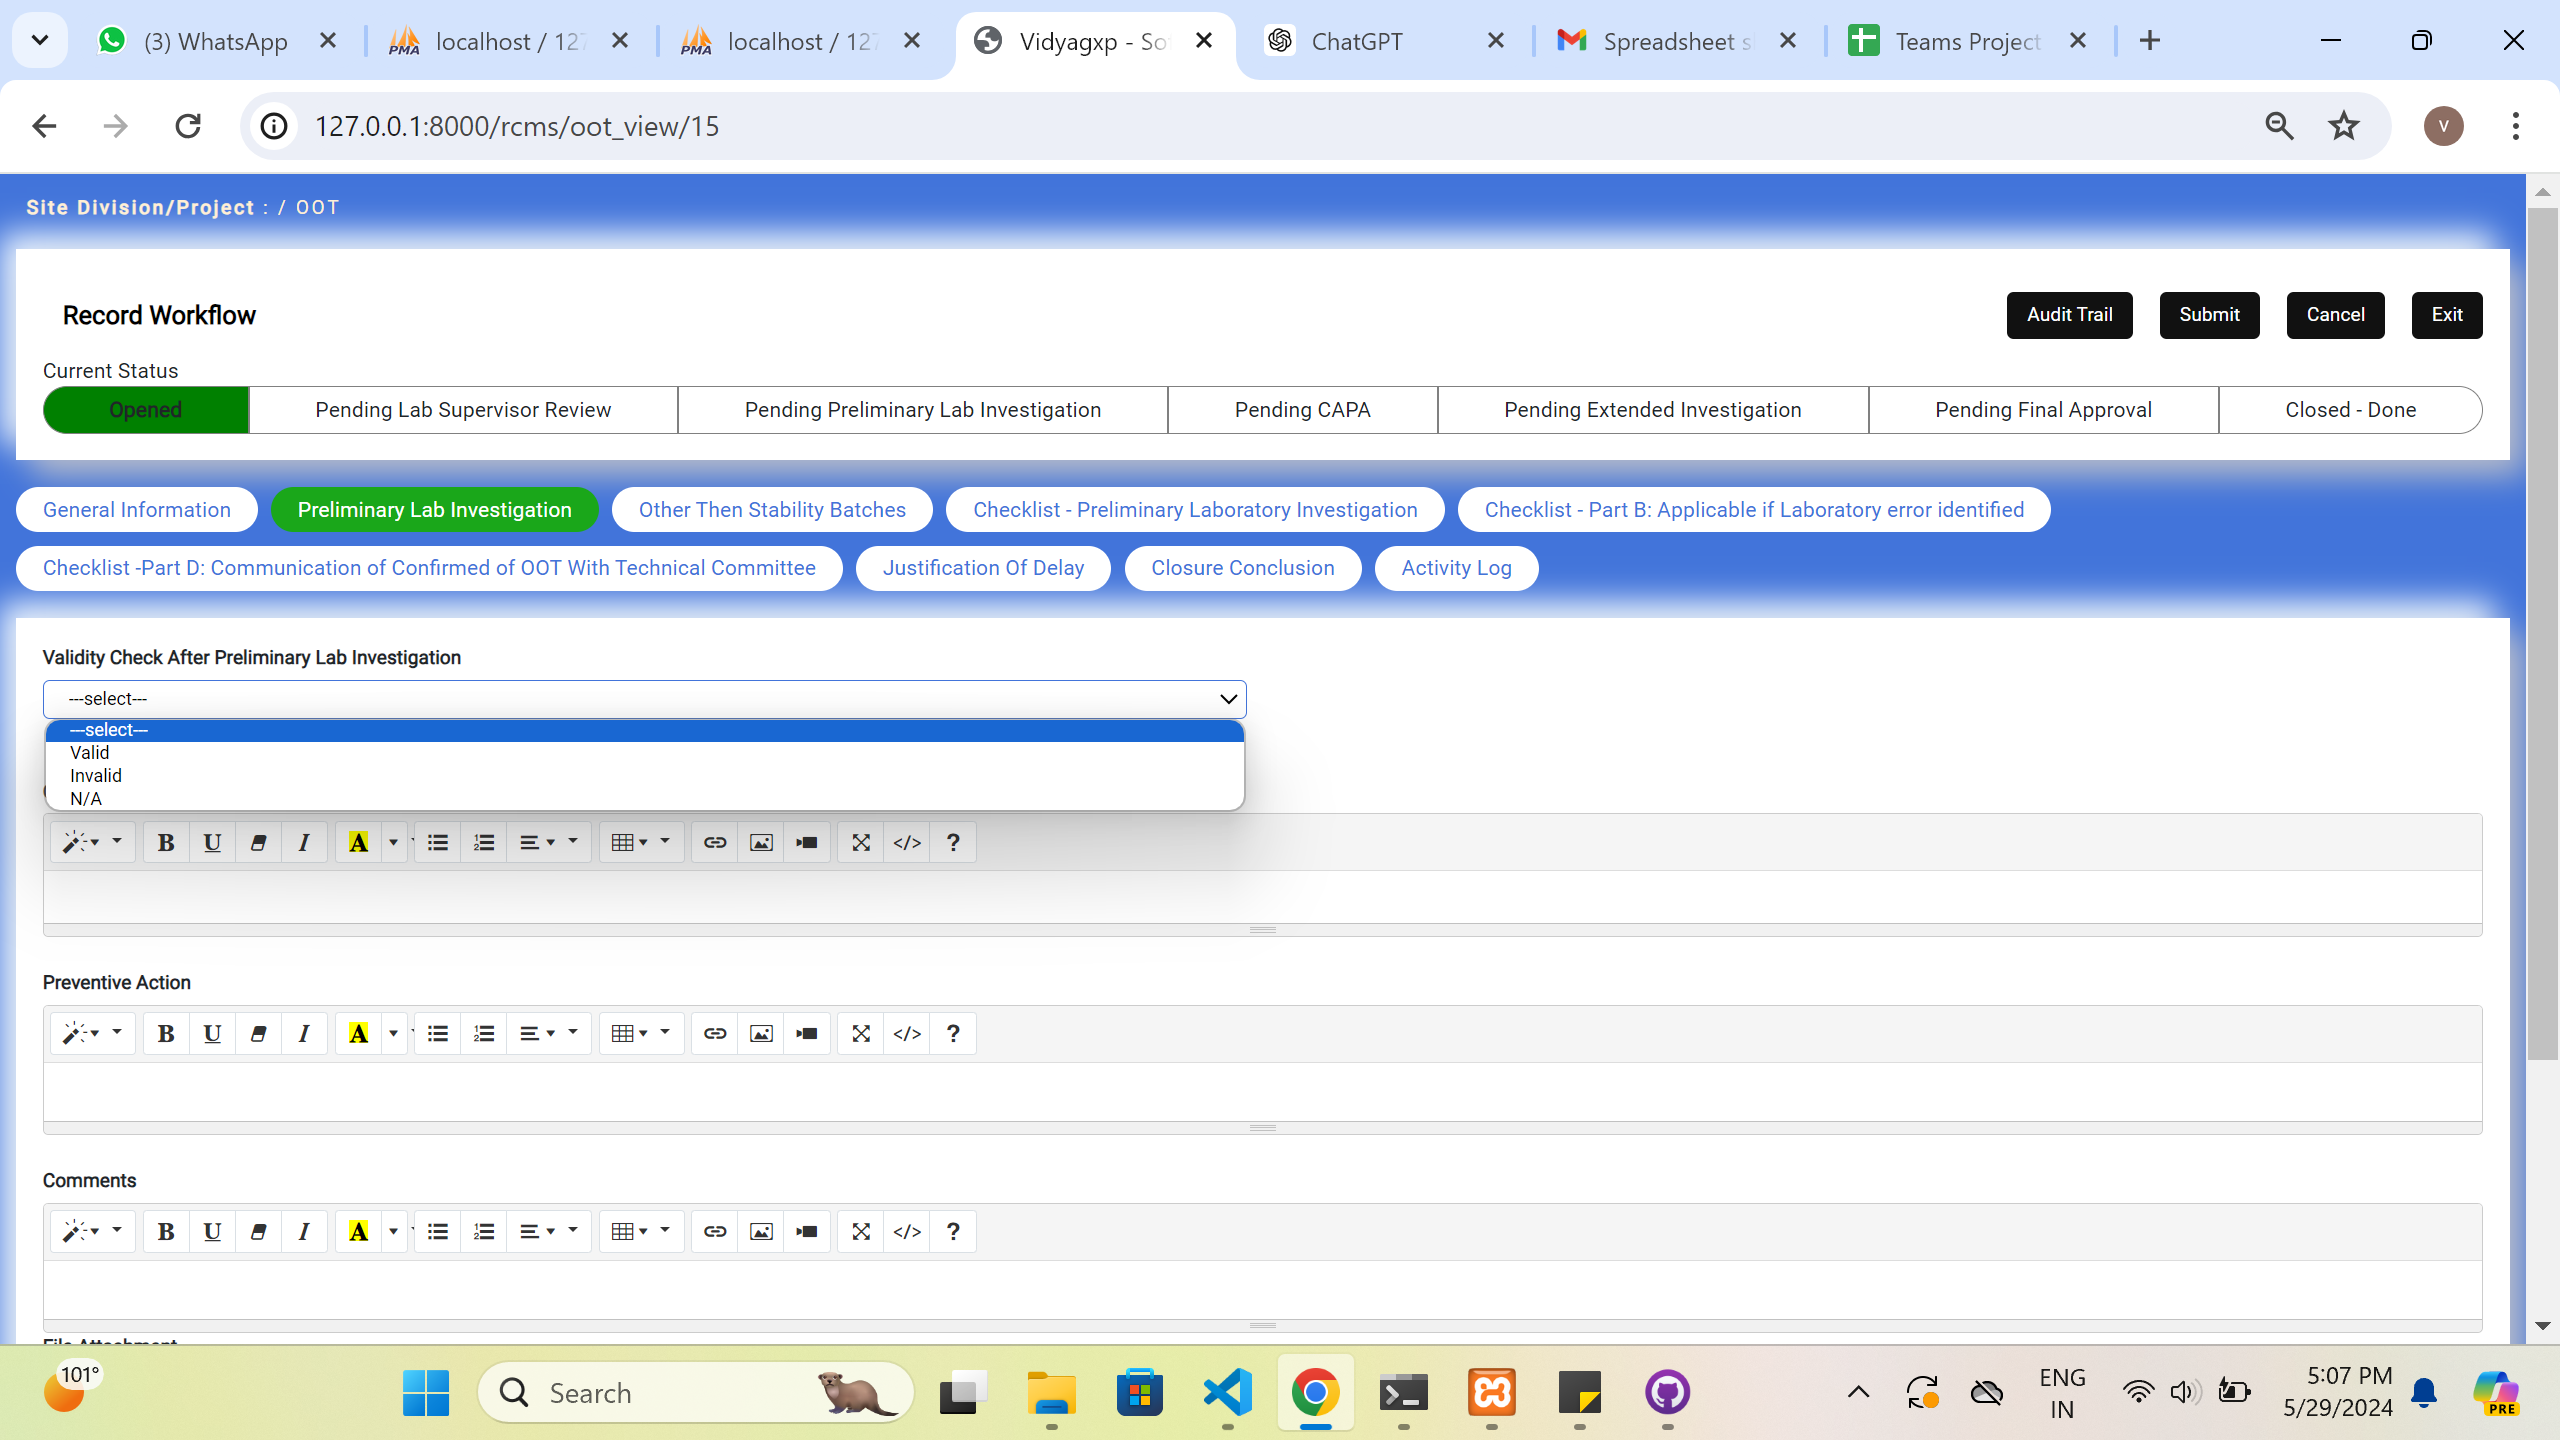 (3) WhatsApp
localhost / 127
localhost / 127
Vidyagxp - So
ChatGPT
Spreadsheet s
Teams Project
127.0.0.1:8000/rcms/oot_view/15
V
Site Division/Project : / OOT
Record Workflow
Audit Trail
Submit
Cancel
Exit
Current Status
Opened
Pending Lab Supervisor Review
Pending Preliminary Lab Investigation
Pending CAPA
Pending Extended Investigation
Pending Final Approval
Closed - Done
General Information
Preliminary Lab Investigation
Other Then Stability Batches
Checklist - Preliminary Laboratory Investigation
Checklist - Part B: Applicable if Laboratory error identified
Checklist -Part D: Communication of Confirmed of OOT With Technical Committee
Justification Of Delay
Closure Conclusion
Activity Log
Validity Check After Preliminary Lab Investigation
---select---
---select---
Valid
Invalid
N/A
Preventive Action
Comments
File Attachment
101°
Search
ENG
IN
5:07 PM
5/29/2024
PRE